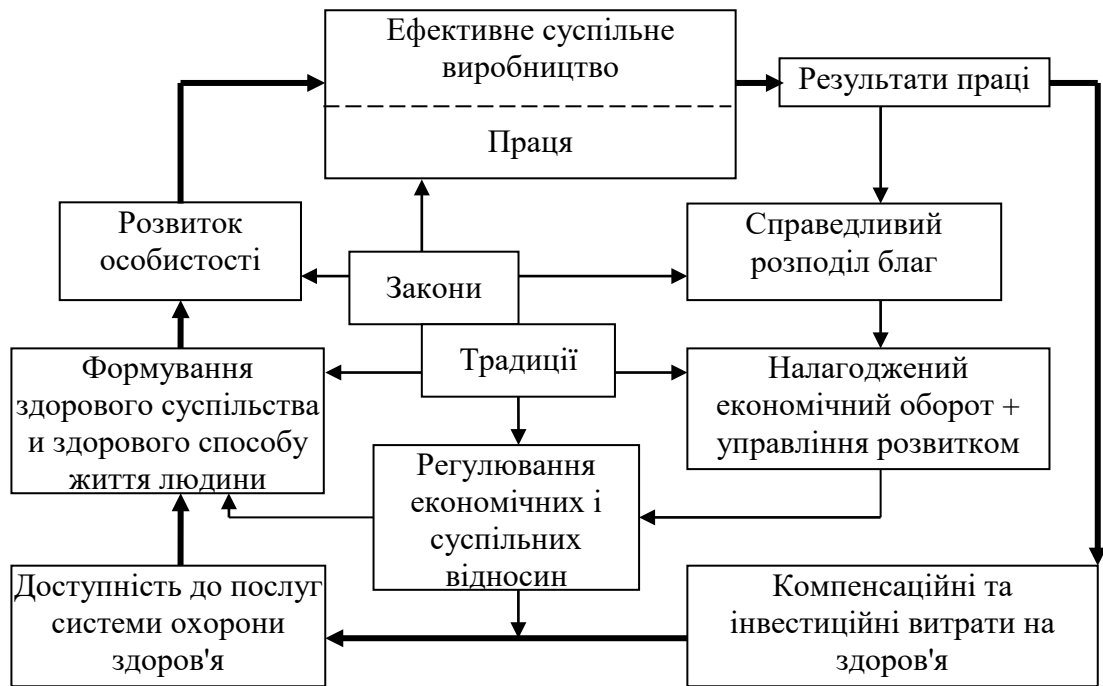 Ефективне суспільне
виробництво
Праця
Результати праці
Розвиток
особистості
Закони
Справедливий
розподіл благ
Традиції
Формування
здорового суспільства
и здорового способу
життя людини
Налагоджений
економічний оборот +
управління розвитком
Регулювання
економічних і
суспільних
відносин
Доступність до послуг
системи охорони
здоров'я
Компенсаційні та
інвестиційні витрати на
здоров'я